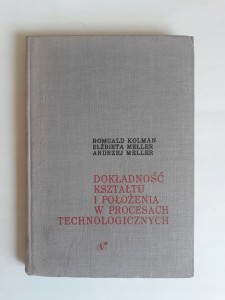 ROMUALD KOLMAN
ELŻBIETA MELLER
ANDRZEJ MELLER
DOKŁADNOŚĆ
KSZTAŁTU
I POŁOŻENIA
W PROCESACH
TECHNOLOGICZNYCH